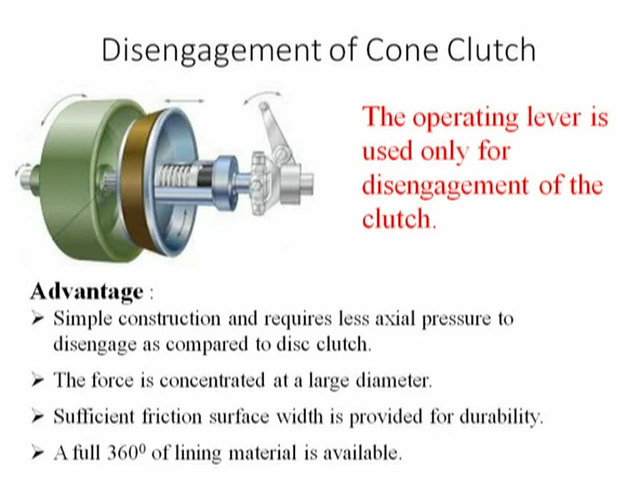 Disengagement of Cone Clutch
The operating lever is
used only for
disengagement of the
clutch.
Advantage :
➢ Simple construction and requires less axial pressure to
disengage as compared to disc clutch.
➢ The force is concentrated at a large diameter.
➢ Sufficient friction surface width is provided for durability.
➢ A full 360⁰ of lining material is available.